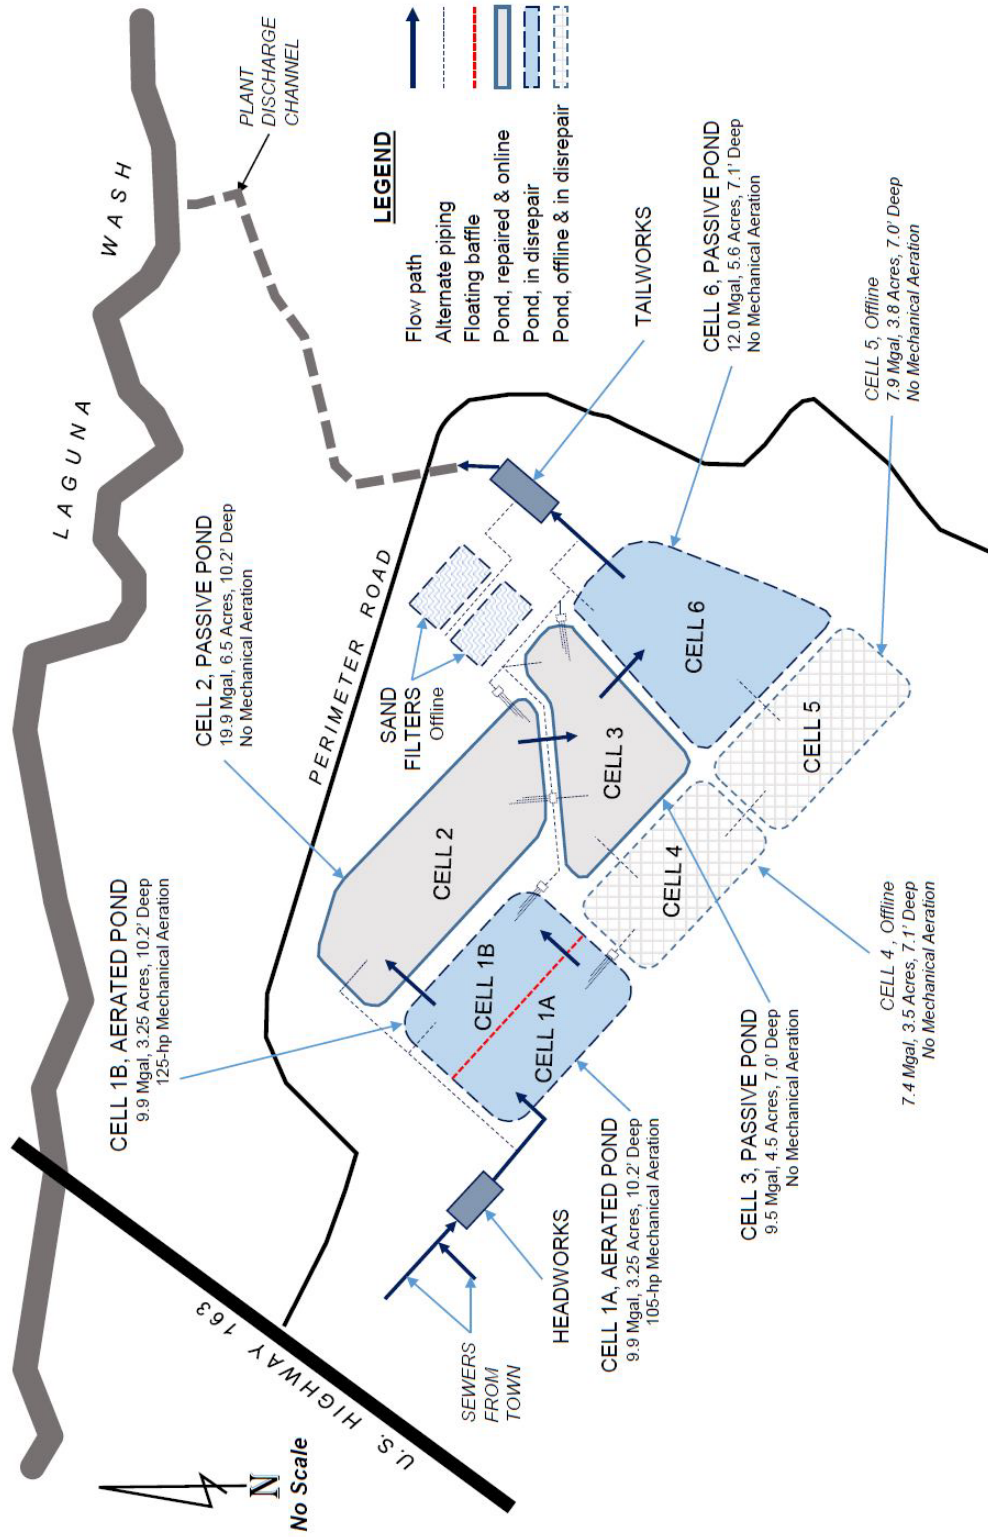 LAGUNA WASH
PLANT
DISCHARGE
CHANNEL
CELL 1B, AERATED POND
9.9 Mgal, 3.25 Acres, 10.2' Deep
125-hp Mechanical Aeration
CELL 2, PASSIVE POND
19.9 Mgal, 6.5 Acres, 10.2' Deep
No Mechanical Aeration
N
No Scale
U.S. HIGHWAY 163
PERIMETER ROAD
SAND
FILTERS
Offline
LEGEND
Flow path
Alternate piping
Floating baffle
Pond, repaired & online
Pond, in disrepair
Pond, offline & in disrepair
SEWERS
FROM
TOWN
HEADWORKS
CELL 1B
CELL 1A
CELL 2
CELL 3
CELL 4
CELL 5
CELL 6
TAILWORKS
CELL 6, PASSIVE POND
12.0 Mgal, 5.6 Acres, 7.1' Deep
No Mechanical Aeration
CELL 1A, AERATED POND
9.9 Mgal, 3.25 Acres, 10.2' Deep
105-hp Mechanical Aeration
CELL 3, PASSIVE POND
9.5 Mgal, 4.5 Acres, 7.0' Deep
No Mechanical Aeration
CELL 4 , Offline
7.4 Mgal, 3.5 Acres, 7.1' Deep
No Mechanical Aeration
CELL 5, Offline
7.9 Mgal, 3.8 Acres, 7.0' Deep
No Mechanical Aeration